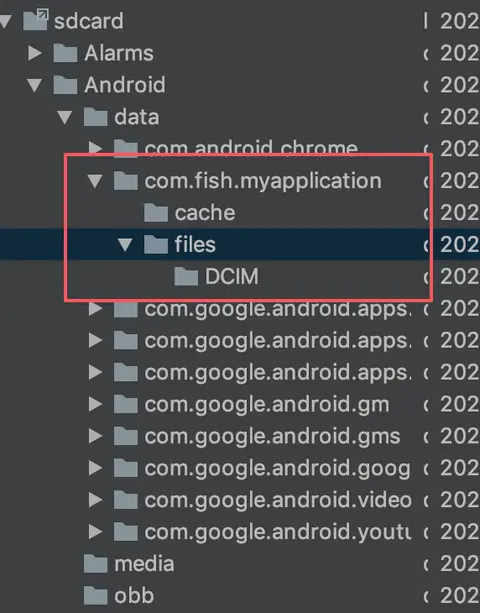 sdcard l 202
Alarms 202
Android 202
data 202
com.android.chrome 202
com.fish.myapplication 202
cache 202
files 202
DCIM 202
com.google.android.apps. 202
com.google.android.apps. 202
com.google.android.apps. 202
com.google.android.gm 202
com.google.android.gms 202
com.google.android.goog 202
com.google.android.video 202
com.google.android.youtu 202
media 202
obb 202